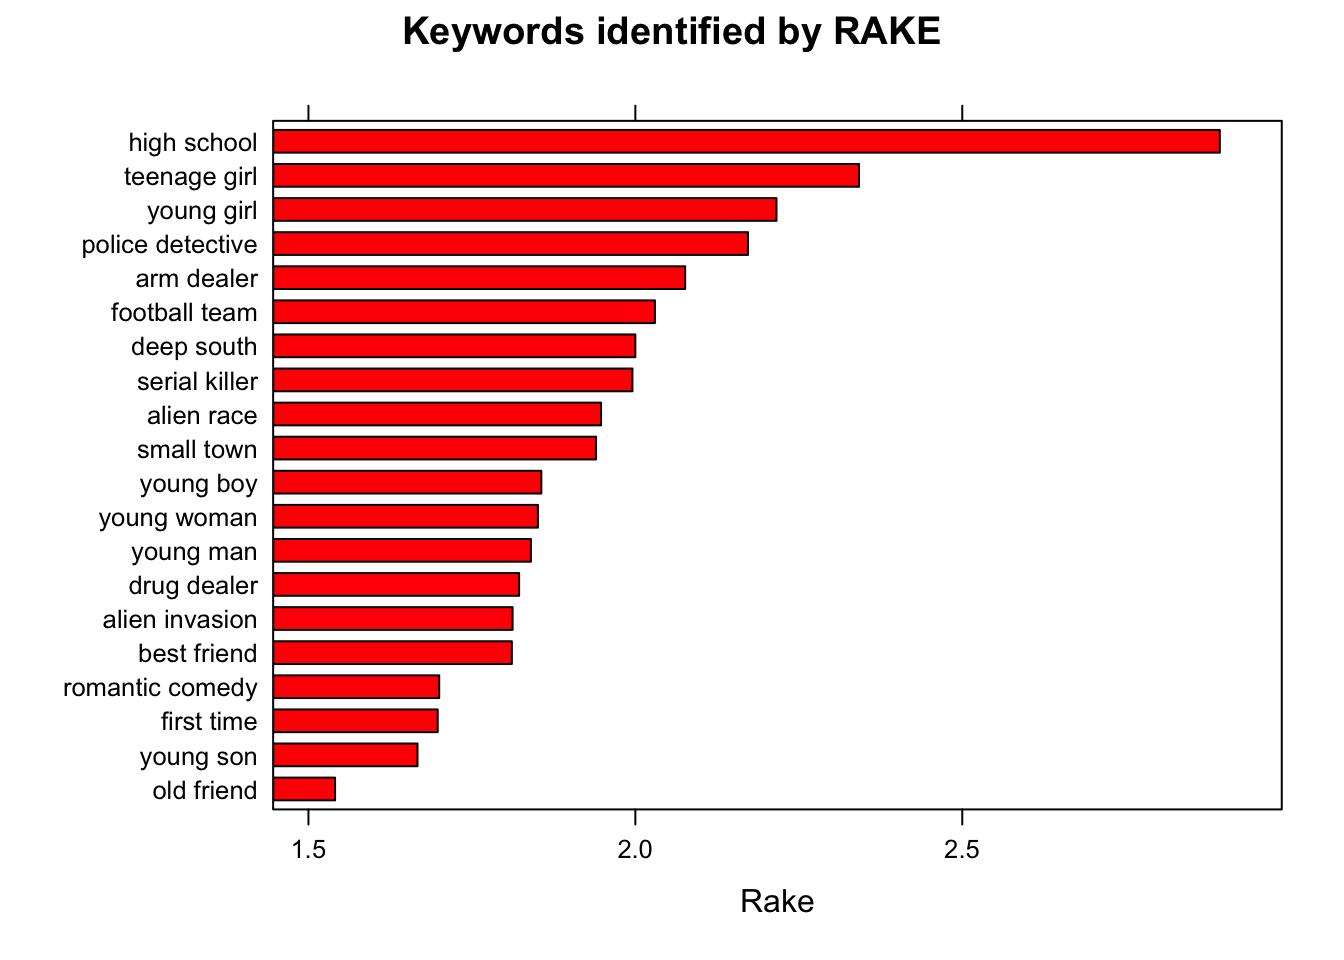 Keywords identified by RAKE
high school
teenage girl
young girl
police detective
arm dealer
football team
deep south
serial killer
alien race
small town
young boy
young woman
young man
drug dealer
alien invasion
best friend
romantic comedy
first time
young son
old friend
1.5 2.0 2.5
Rake